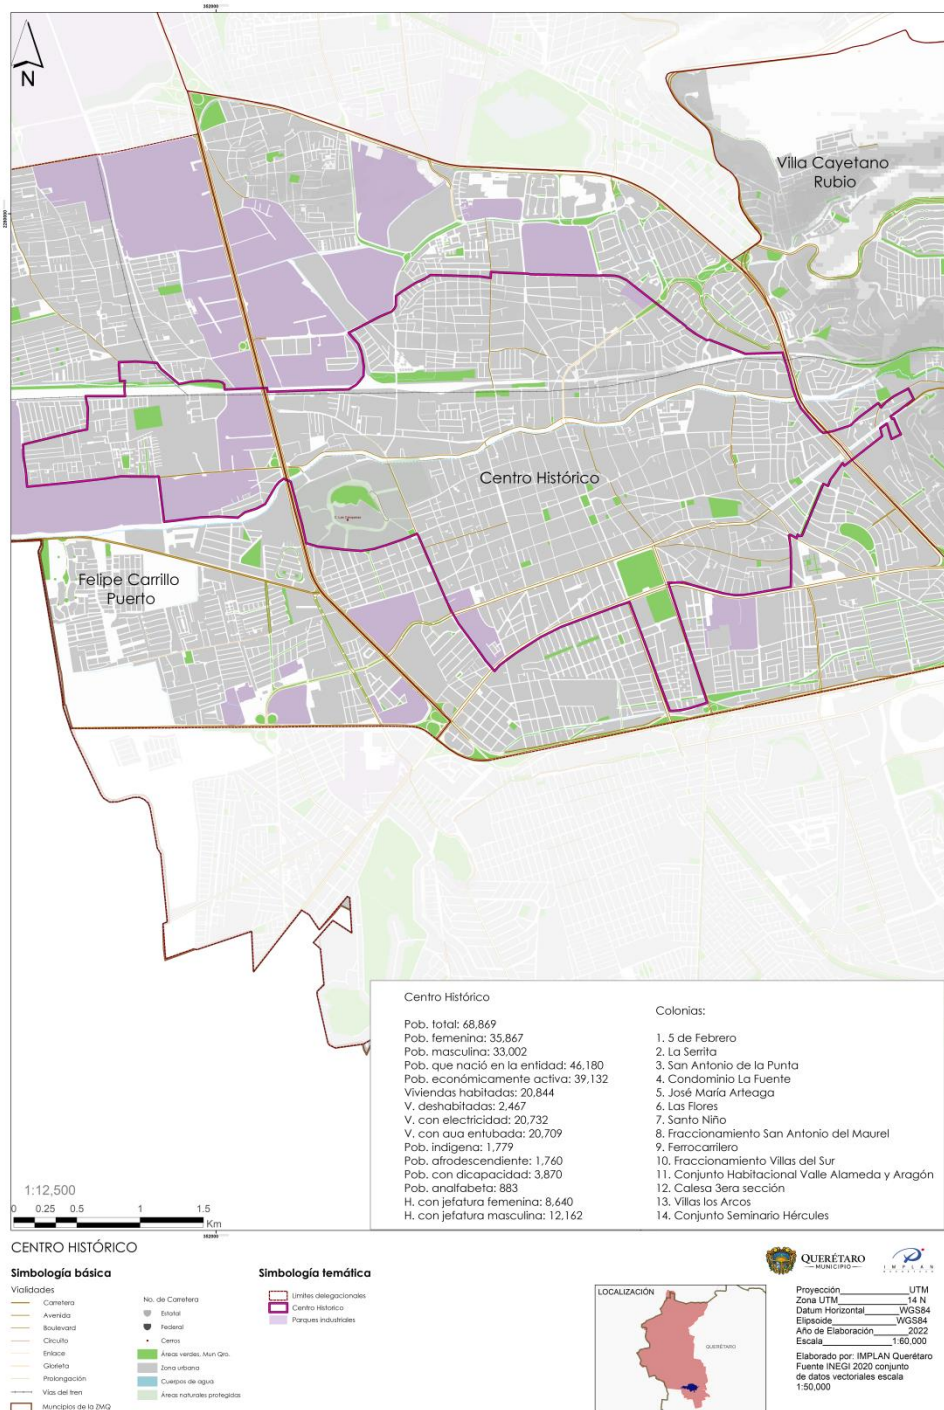 352000
2280000
N
Villa Cayetano
Rubio
Centro Histórico
Felipe Carrillo
Puerto
Centro Histórico
Pob. total: 68,869
Pob. femenina: 35,867
Pob. masculina: 33,002
Pob. que nació en la entidad: 46,180
Pob. económicamente activa: 39,132
Viviendas habitadas: 20,844
V. deshabitadas: 2,467
V. con electricidad: 20,732
V. con aua entubada: 20,709
Pob. indigena: 1,779
Pob. afrodescendiente: 1,760
Pob. con dicapacidad: 3,870
Pob. analfabeta: 883
H. con jefatura femenina: 8,640
H. con jefatura masculina: 12,162
Colonias:
1. 5 de Febrero
2. La Serrita
3. San Antonio de la Punta
4. Condominio La Fuente
5. José María Arteaga
6. Las Flores
7. Santo Niño
8. Fraccionamiento San Antonio del Maurel
9. Ferrocarrilero
10. Fraccionamiento Villas del Sur
11. Conjunto Habitacional Valle Alameda y Aragón
12. Calesa 3era sección
13. Villas los Arcos
14. Conjunto Seminario Hércules
1:12,500
0 0.25 0.5 1 1.5
Km
352000
CENTRO HISTÓRICO
Simbología básica
Vialidades
Carretera
Avenida
Boulevard
Circuito
Enlace
Glorieta
Prolongación
Vías del tren
Muncipios de la ZMQ
No. de Carretera
Estatal
Federal
Cerros
Áreas verdes. Mun Qro.
Zona urbana
Cuerpos de agua
Áreas naturales protegidas
Simbología temática
Limites delegacionales
Centro Historico
Parques industriales
QUERÉTARO
MUNICIPIO
IMPLAN
LOCALIZACIÓN
QUERÉTARO
Proyección UTM
Zona UTM 14 N
Datum Horizontal WGS84
Elipsoide WGS84
Año de Elaboración 2022
Escala 1:60,000
Elaborado por: IMPLAN Querétaro
Fuente INEGI 2020 conjunto
de datos vectoriales escala
1:50,000